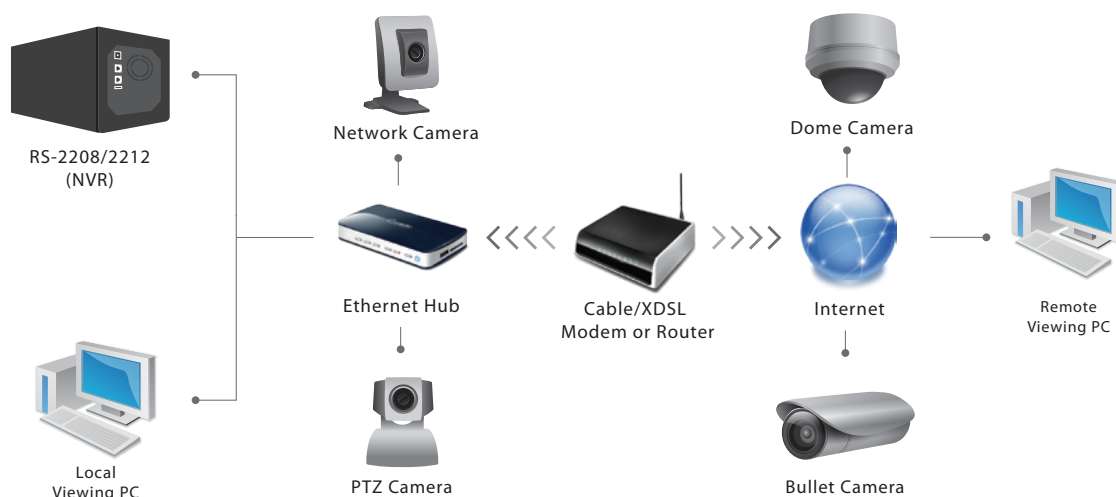 Network Camera
Dome Camera
RS-2208/2212
(NVR)
Ethernet Hub
Cable/XDSL
Modem or Router
Internet
Remote
Viewing PC
Local
Viewing PC
PTZ Camera
Bullet Camera